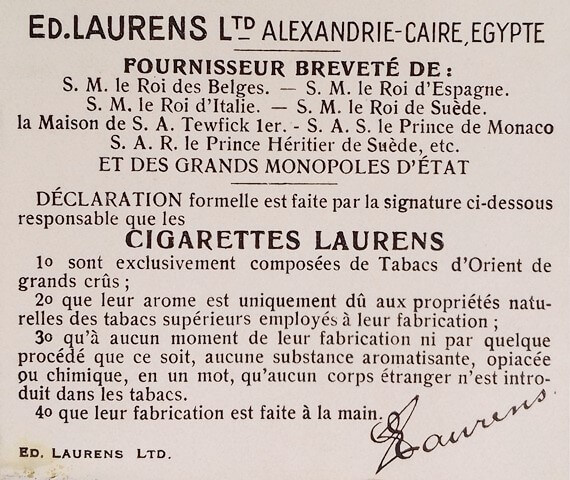 ED. LAURENS LTD ALEXANDRIE-CAIRE, EGYPTE
FOURNISSEUR BREVETÉ DE :
S. M. le Roi des Belges. — S. M. le Roi d'Espagne.
S. M. le Roi d'Italie. — S. M. le Roi de Suède.
la Maison de S. A. Tewfick 1er. - S. A. S. le Prince de Monaco
S. A. R. le Prince Héritier de Suède, etc.
ET DES GRANDS MONOPOLES D'ÉTAT
DÉCLARATION formelle est faite par la signature ci-dessous
responsable que les
CIGARETTES LAURENS
1o sont exclusivement composées de Tabacs d'Orient de
grands crûs ;
2o que leur arome est uniquement dû aux propriétés natu-
relles des tabacs supérieurs employés à leur fabrication ;
3o qu'à aucun moment de leur fabrication ni par quelque
procédé que ce soit, aucune substance aromatisante, opiacée
ou chimique, en un mot, qu'aucun corps étranger n'est intro-
duit dans les tabacs.
4o que leur fabrication est faite à la main.
E Laurens.
ED. LAURENS LTD.